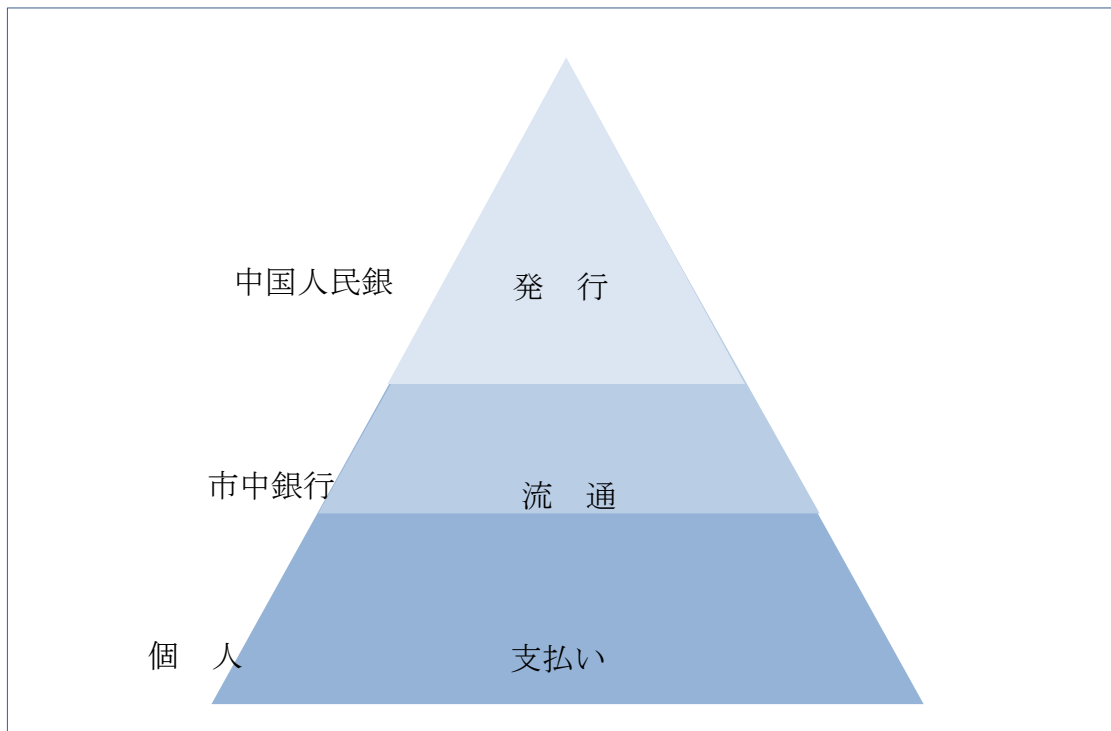 中国人民銀
発　行
市中銀行
流　通
個　人
支払い